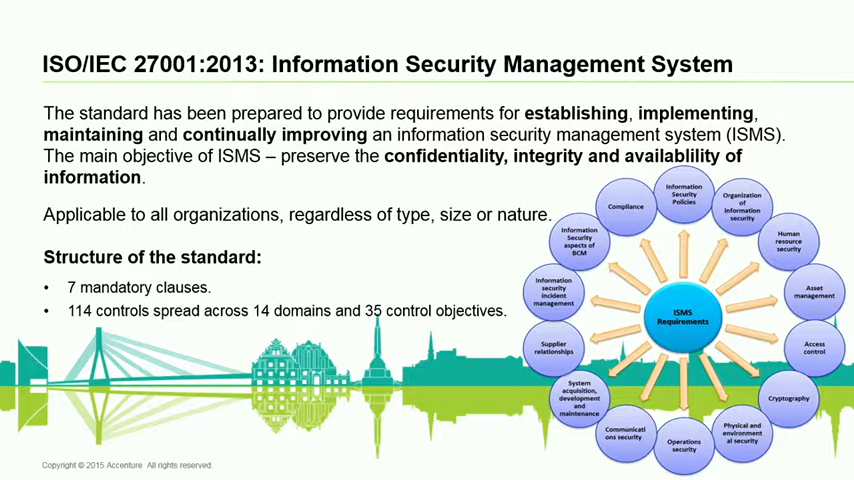 ISO/IEC 27001:2013: Information Security Management System
The standard has been prepared to provide requirements for establishing, implementing,
maintaining and continually improving an information security management system (ISMS).
The main objective of ISMS – preserve the confidentiality, integrity and availablility of
information.
Applicable to all organizations, regardless of type, size or nature.
Structure of the standard:
• 7 mandatory clauses.
• 114 controls spread across 14 domains and 35 control objectives.
Information
Security
Policies
Organization
of
information
security
Human
resource
security
Asset
management
Access
control
Cryptography
Physical and
environment
al security
Operations
security
Communicati
ons security
System
acquisition,
development
and
maintenance
Supplier
relationships
Information
security
incident
management
Information
Security
aspects of
BCM
Compliance
ISMS
Requirements
Copyright © 2015 Accenture All rights reserved.